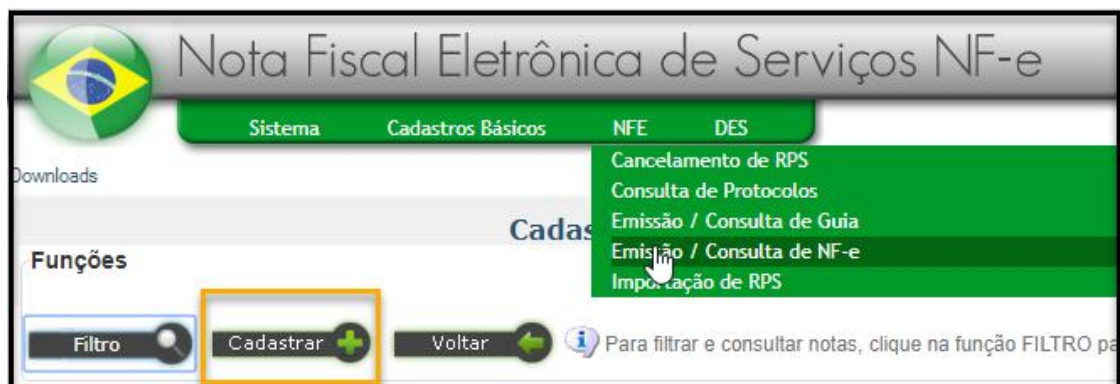 Nota Fiscal Eletrônica de Serviços NF-e
Sistema Cadastros Básicos NFE DES
Cancelamento de RPS
Downloads
Consulta de Protocolos
Emissão / Consulta de Guia
Emissão / Consulta de NF-e
Importação de RPS
Funções
Filtro Cadastrar Voltar Para filtrar e consultar notas, clique na função FILTRO